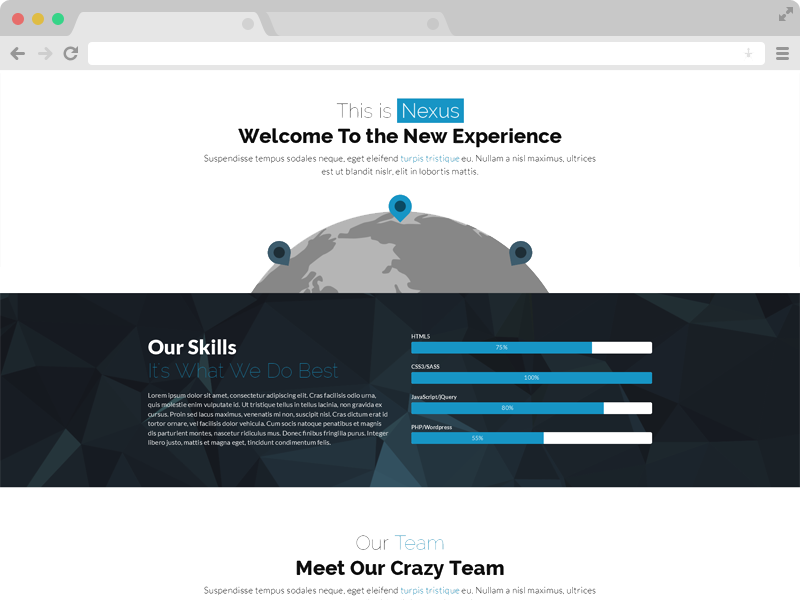 This is Nexus
Welcome To the New Experience
Suspendisse tempus sodales neque, eget eleifend turpis tristique eu. Nullam a nisl maximus, ultrices
est ut blandit nislr, elit in lobortis mattis.
Our Skills
It's What We Do Best
Lorem ipsum dolor sit amet, consectetur adipiscing elit. Cras facilisis odio urna,
quis molestie enim vulputate id. Ut tristique tellus in tellus lacinia, non gravida ex
cursus. Proin sed lacus maximus, venenatis mi non, suscipit nisl. Cras dictum erat id
tortor ornare, vel facilisis dolor vehicula. Cum sociis natoque penatibus et magnis
dis parturient montes, nascetur ridiculus mus. Donec finibus fringilla purus. Integer
libero justo, mattis et magna eget, tincidunt condimentum felis.
HTML5
75%
CSS3/SASS
100%
JavaScript/jQuery
80%
PHP/Wordpress
55%
Our Team
Meet Our Crazy Team
Suspendisse tempus sodales neque, eget eleifend turpis tristique eu. Nullam a nisl maximus, ultrices